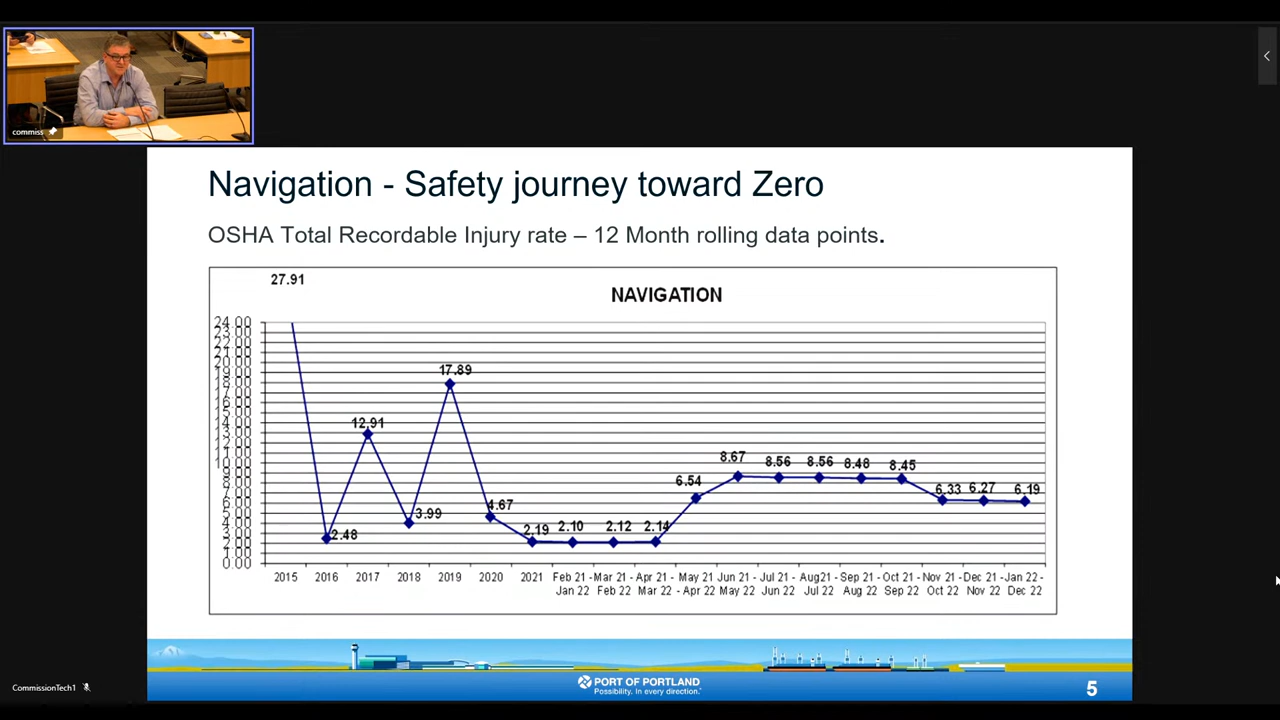 commiss
Navigation - Safety journey toward Zero
OSHA Total Recordable Injury rate – 12 Month rolling data points.
27.91
NAVIGATION
24.00
23.00
22.00
21.00
20.00
19.00
18.00
17.00
16.00
15.00
14.00
13.00
12.00
11.00
10.00
9.00
8.00
7.00
6.00
5.00
4.00
3.00
2.00
1.00
0.00
2.48
12.91
3.99
17.89
4.67
2.19
2.10
2.12
2.14
6.54
8.67
8.56
8.56
8.48
8.45
6.33
6.27
6.19
2015
2016
2017
2018
2019
2020
2021
Feb 21 -
Jan 22
Mar 21 -
Feb 22
Apr 21 -
Mar 22
May 21
- Apr 22
Jun 21 -
May 22
Jul 21 -
Jun 22
Aug21 -
Jul 22
Sep 21 -
Aug 22
Oct 21 -
Sep 22
Nov 21 -
Oct 22
Dec 21 -
Nov 22
Jan 22 -
Dec 22
PORT OF PORTLAND
Possibility. In every direction.
5
CommissionTech1